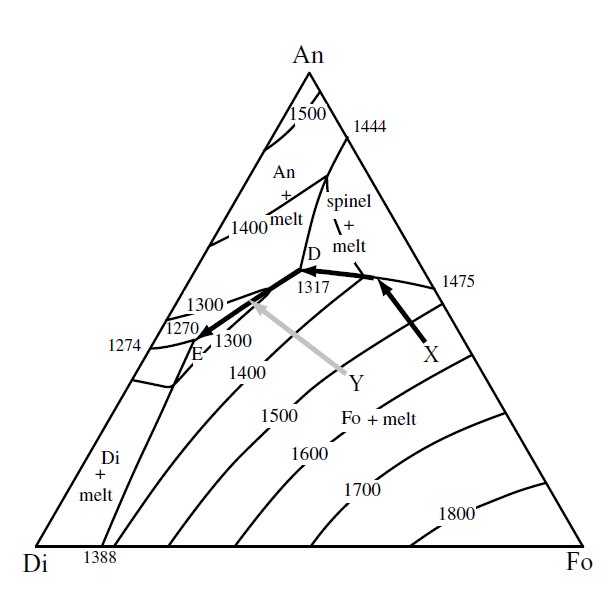 An
1500
1444
An
+
melt
spinel
+
melt
1400
D
1317
1475
1300
1270
1274
1300
E
X
1400
Y
1500
Fo + melt
Di
+
melt
1600
1700
1800
Di
1388
Fo